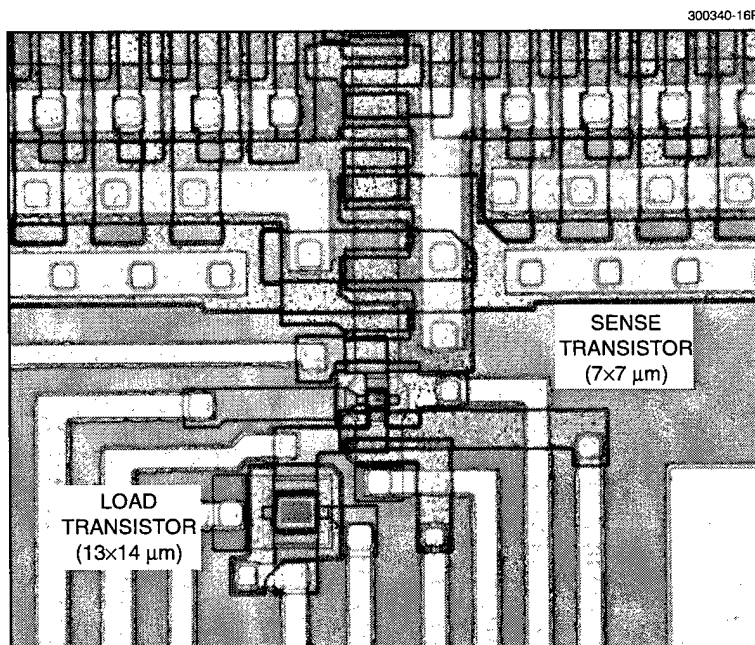 300340-16
SENSE
TRANSISTOR
(7×7 μm)
LOAD
TRANSISTOR
(13×14 μm)